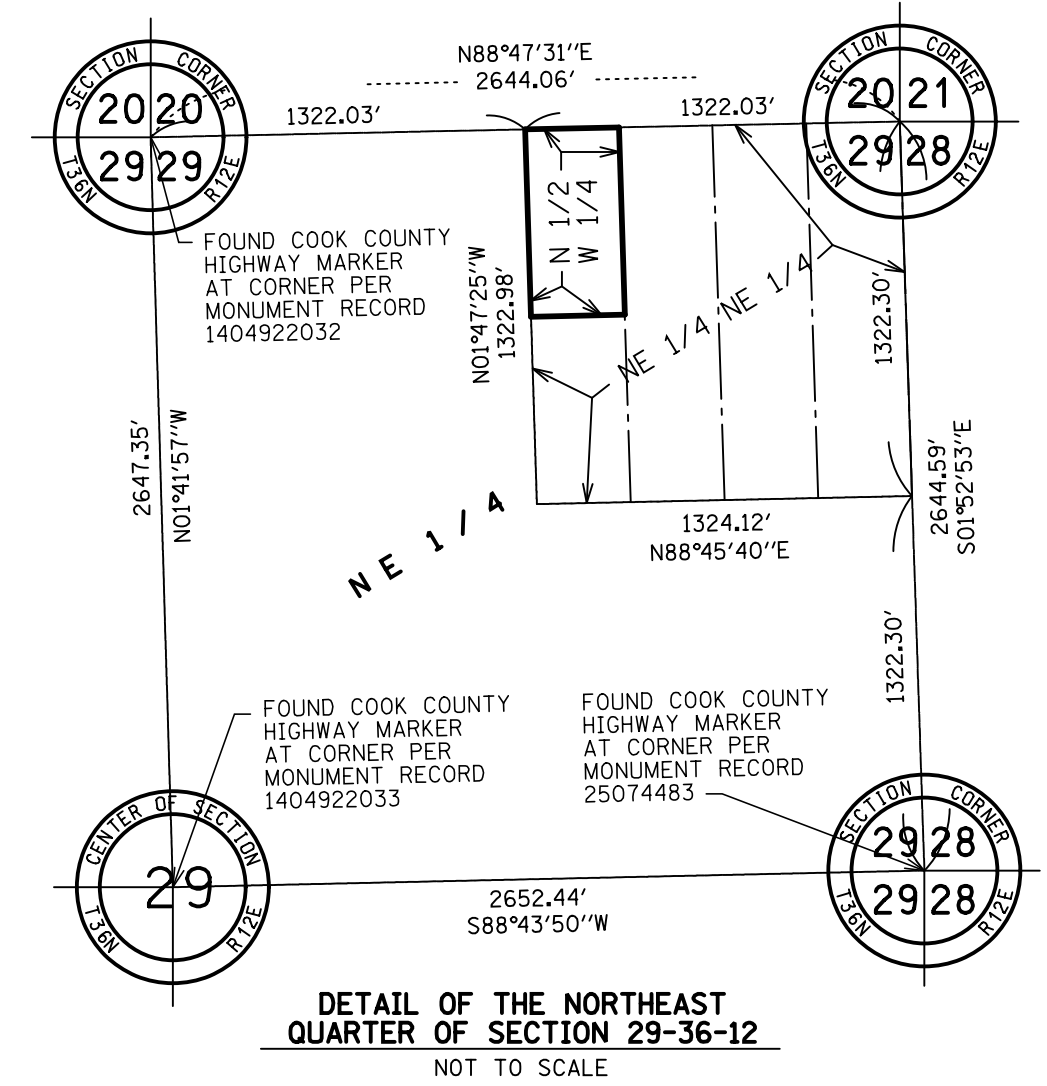 N88°47'31''E
2644.06'
1322.03'
1322.03'
SECTION CORNER
20 20
29 29
T36N R12E
SECTION CORNER
20 21
29 28
T36N R12E
FOUND COOK COUNTY
HIGHWAY MARKER
AT CORNER PER
MONUMENT RECORD
1404922032
N 1/2
W 1/4
N01°47'25''W
1322.98'
NE 1/4 NE 1/4
1322.30'
2647.35'
N01°41'57''W
2644.59'
S01°52'53''E
1324.12'
N88°45'40''E
NE 1/4
1322.30'
FOUND COOK COUNTY
HIGHWAY MARKER
AT CORNER PER
MONUMENT RECORD
1404922033
FOUND COOK COUNTY
HIGHWAY MARKER
AT CORNER PER
MONUMENT RECORD
25074483
CENTER OF SECTION
29
T36N R12E
SECTION CORNER
29 28
29 28
T36N R12E
2652.44'
S88°43'50''W
DETAIL OF THE NORTHEAST
QUARTER OF SECTION 29-36-12
NOT TO SCALE